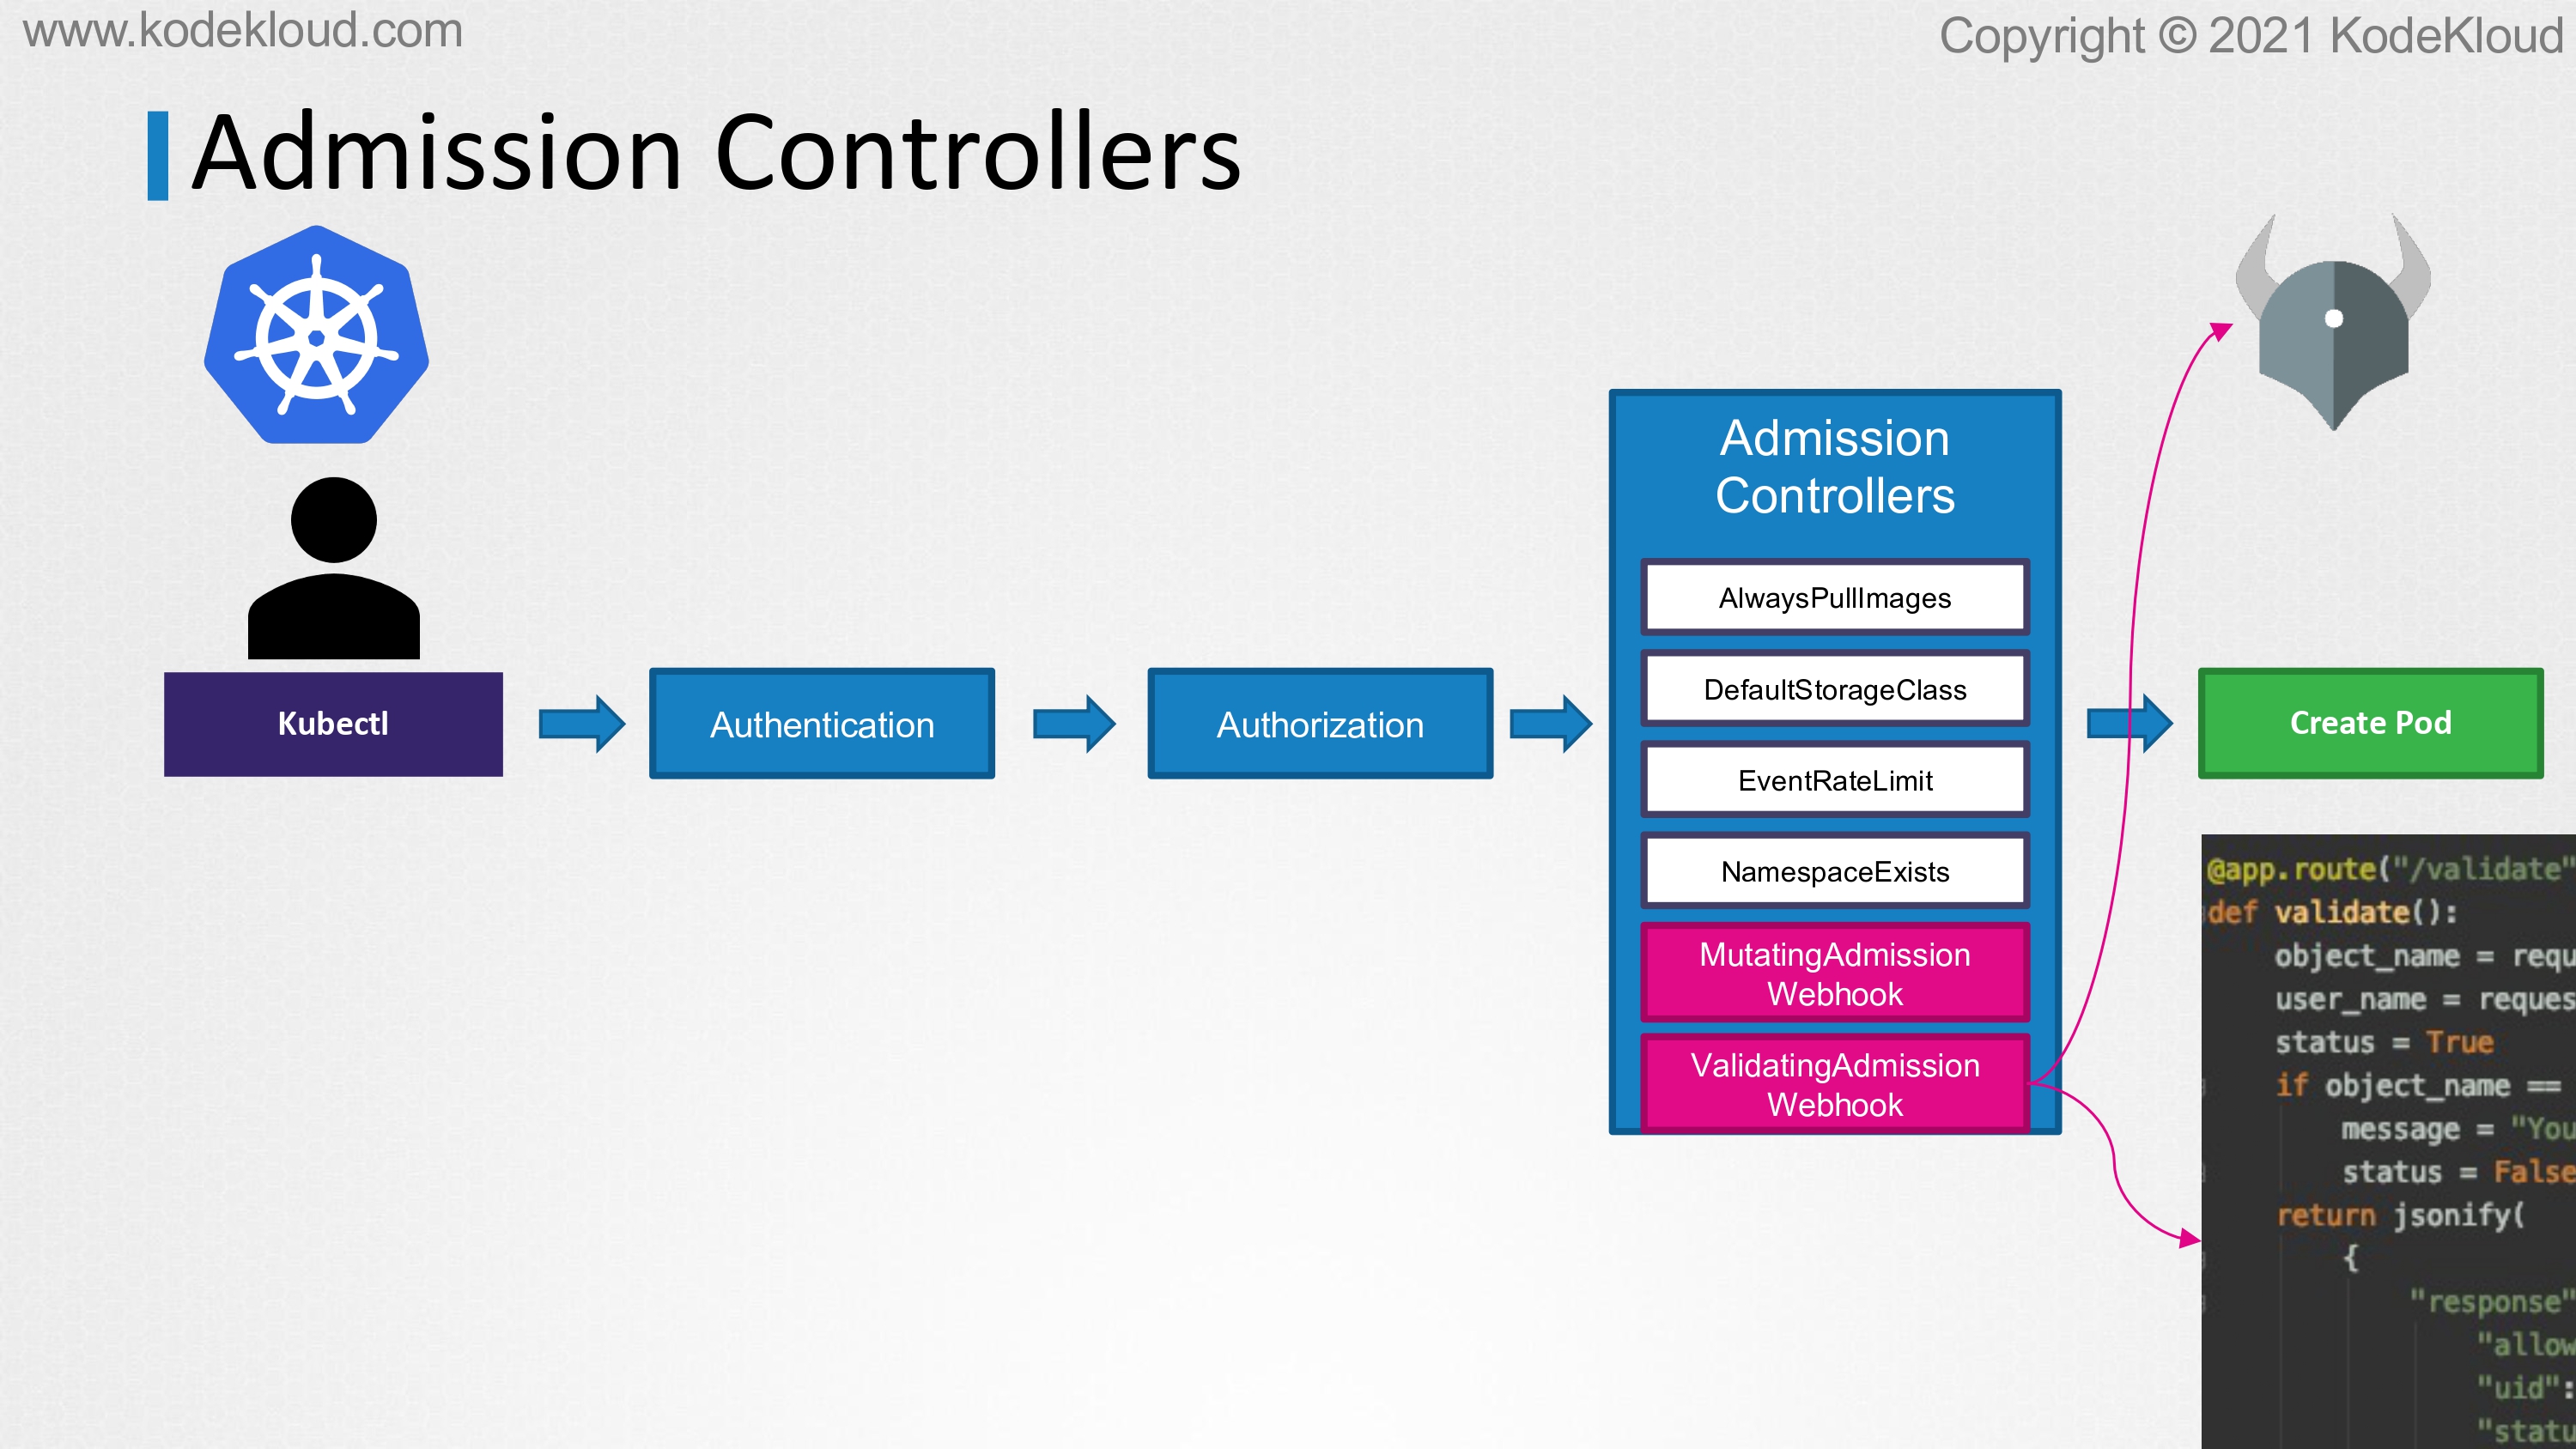 www.kodekloud.com
Copyright © 2021 KodeKloud
Admission Controllers
Admission
Controllers
AlwaysPullImages
DefaultStorageClass
EventRateLimit
NamespaceExists
MutatingAdmission
Webhook
ValidatingAdmission
Webhook
Kubectl
Authentication
Authorization
Create Pod
@app.route("/validate"
def validate():
object_name = requ
user_name = reques
status = True
if object_name ==
message = "You
status = False
return jsonify(
{
"response"
"allow
"uid":
"statu